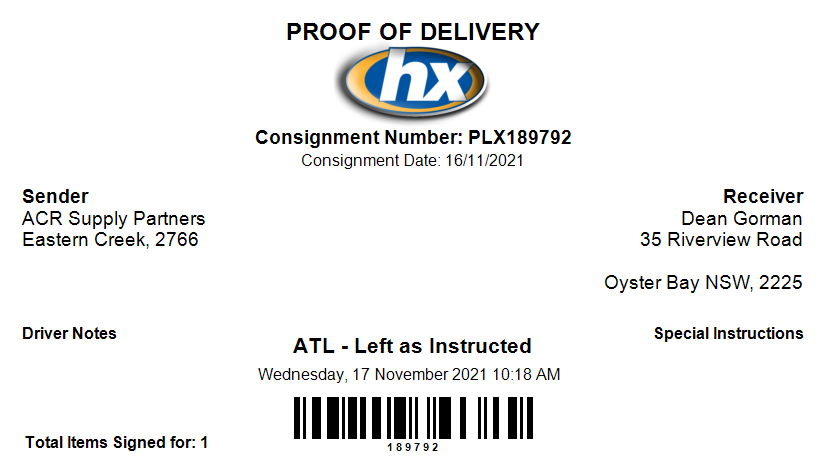 PROOF OF DELIVERY
hx
Consignment Number: PLX189792
Consignment Date: 16/11/2021
Sender
ACR Supply Partners
Eastern Creek, 2766
Receiver
Dean Gorman
35 Riverview Road
Oyster Bay NSW, 2225
Driver Notes
ATL - Left as Instructed
Wednesday, 17 November 2021 10:18 AM
Special Instructions
189792
Total Items Signed for: 1